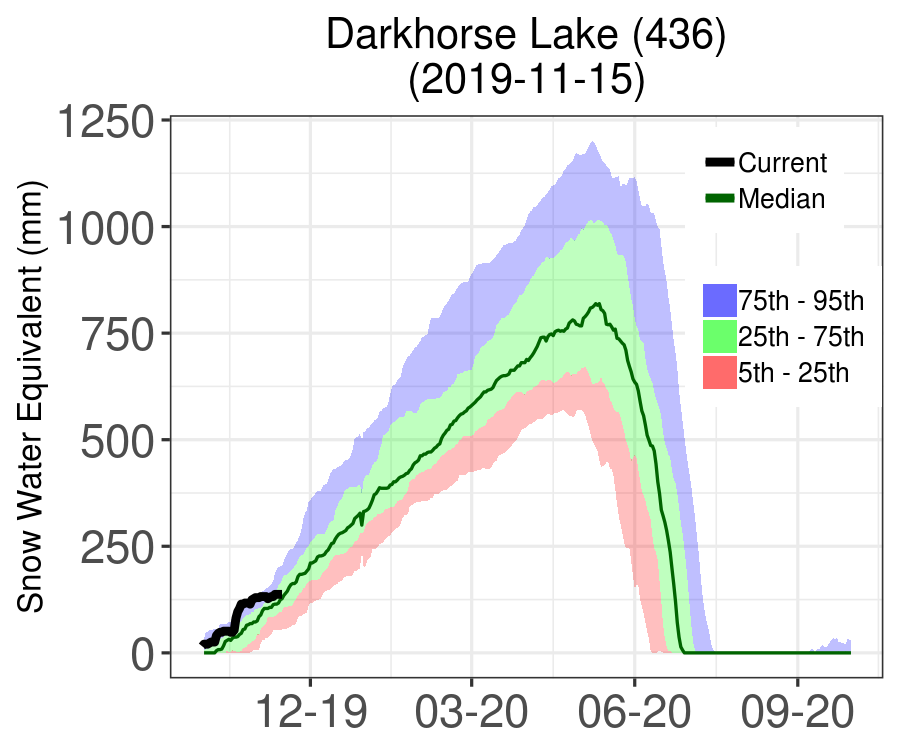 Darkhorse Lake (436)
(2019-11-15)
Snow Water Equivalent (mm)
1250
1000
750
500
250
0
12-19
03-20
06-20
09-20
Current
Median
75th - 95th
25th - 75th
5th - 25th